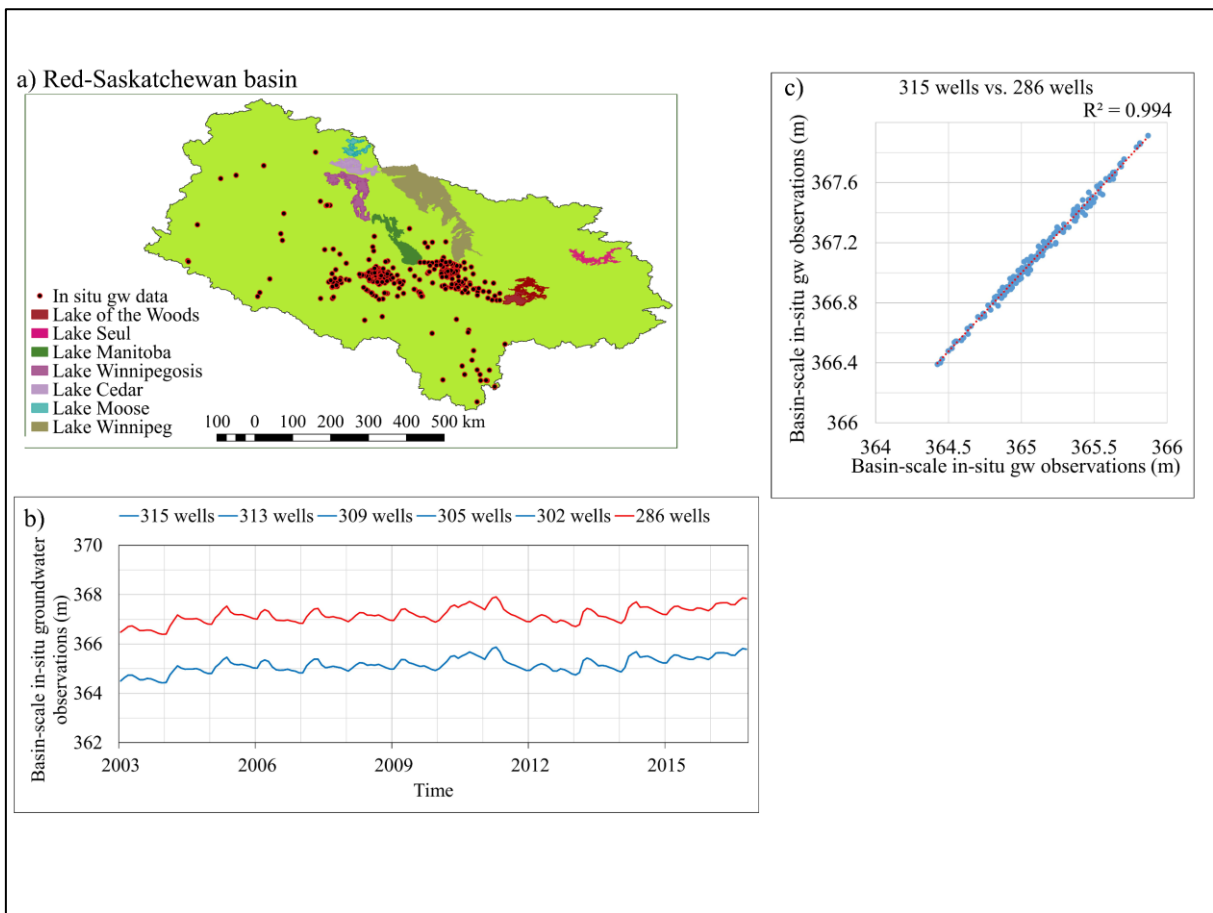 a) Red-Saskatchewan basin
In situ gw data
Lake of the Woods
Lake Seul
Lake Manitoba
Lake Winnipegosis
Lake Cedar
Lake Moose
Lake Winnipeg
100 0 100 200 300 400 500 km
b)
315 wells 313 wells 309 wells 305 wells 302 wells 286 wells
Basin-scale in-situ groundwater
observations (m)
370
368
366
364
362
2003 2006 2009 2012 2015
Time
c)
315 wells vs. 286 wells
R² = 0.994
Basin-scale in-situ gw observations (m)
367.6
367.2
366.8
366.4
366
364 364.5 365 365.5 366
Basin-scale in-situ gw observations (m)